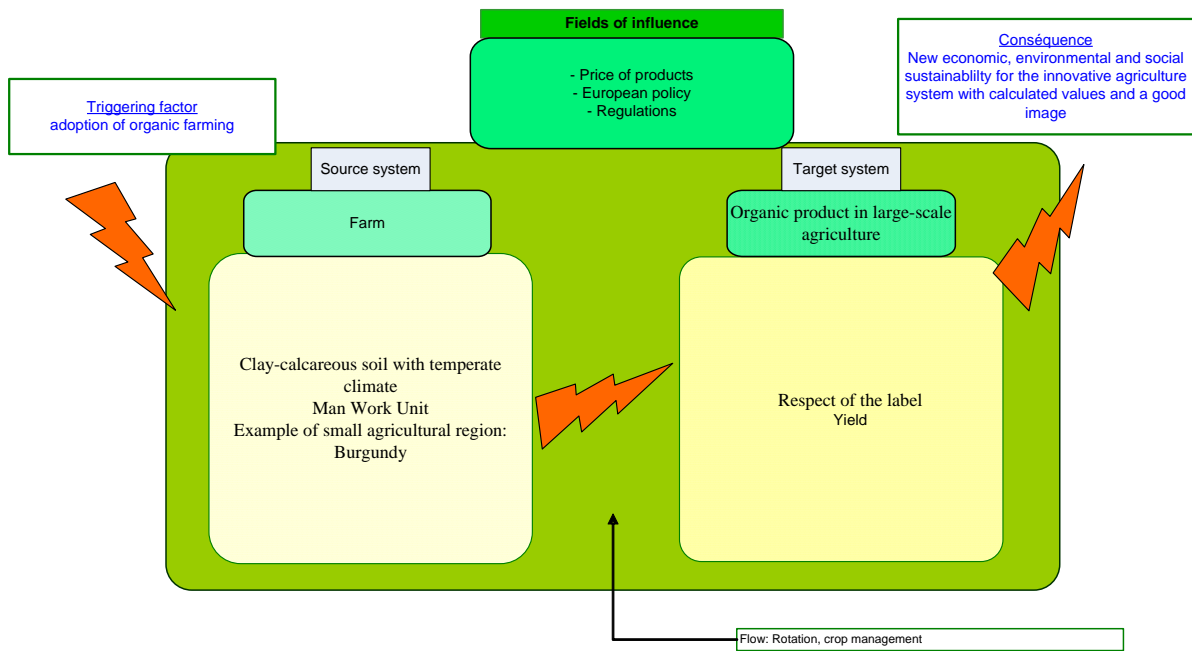 Fields of influence
- Price of products
- European policy
- Regulations
Conséquence
New economic, environmental and social
sustainablilty for the innovative agriculture
system with calculated values and a good
image
Triggering factor
adoption of organic farming
Source system
Farm
Clay-calcareous soil with temperate
climate
Man Work Unit
Example of small agricultural region:
Burgundy
Target system
Organic product in large-scale
agriculture
Respect of the label
Yield
Flow: Rotation, crop management